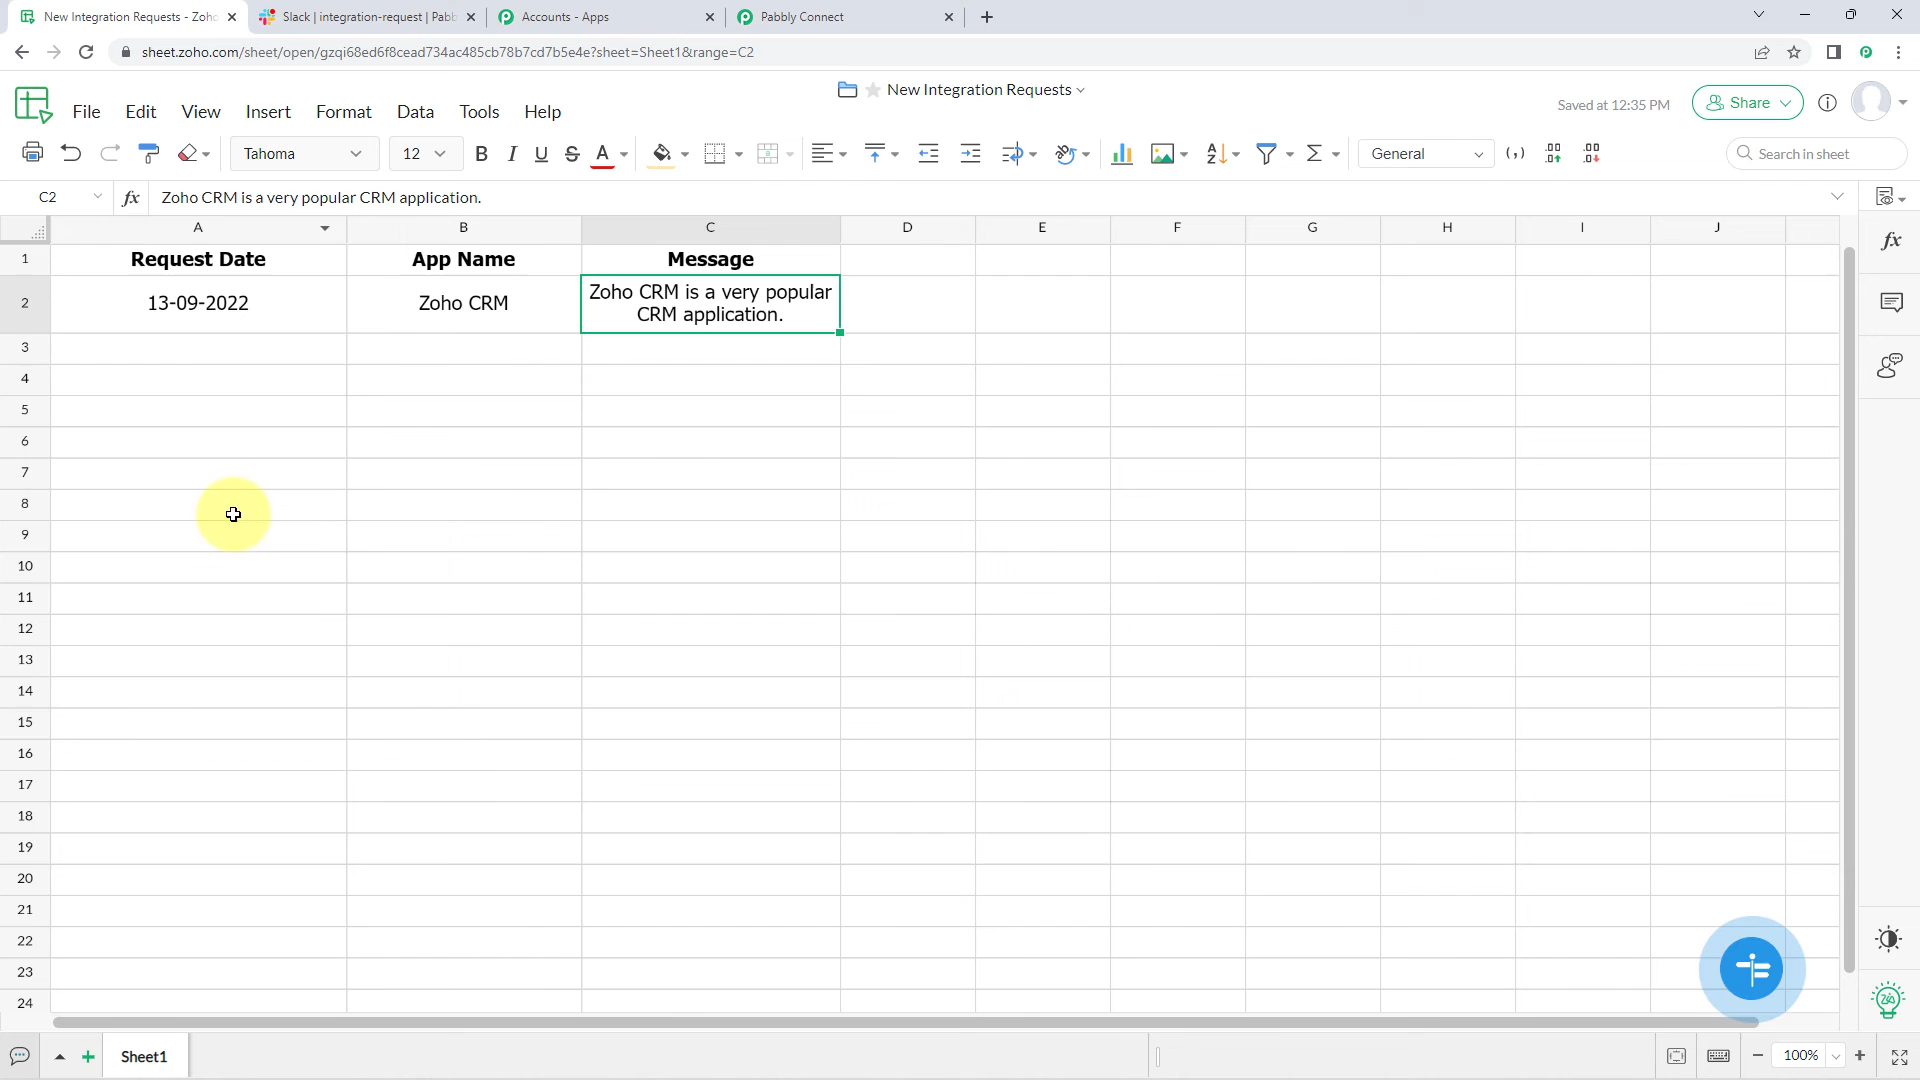 New Integration Requests - Zoho
Slack | integration-request | Pabb
Accounts - Apps
Pabbly Connect
sheet.zoho.com/sheet/open/gzqi68ed6f8cead734ac485cb78b7cd7b5e4e?sheet=Sheet1&range=C2
New Integration Requests
File Edit View Insert Format Data Tools Help
Saved at 12:35 PM
Share
Tahoma 12 B I U S A General Search in sheet
C2 fx Zoho CRM is a very popular CRM application.
A B C D E F G H I J
1 Request Date App Name Message
2 13-09-2022 Zoho CRM Zoho CRM is a very popular
CRM application.
3
4
5
6
7
8
9
10
11
12
13
14
15
16
17
18
19
20
21
22
23
24
Sheet1
100%